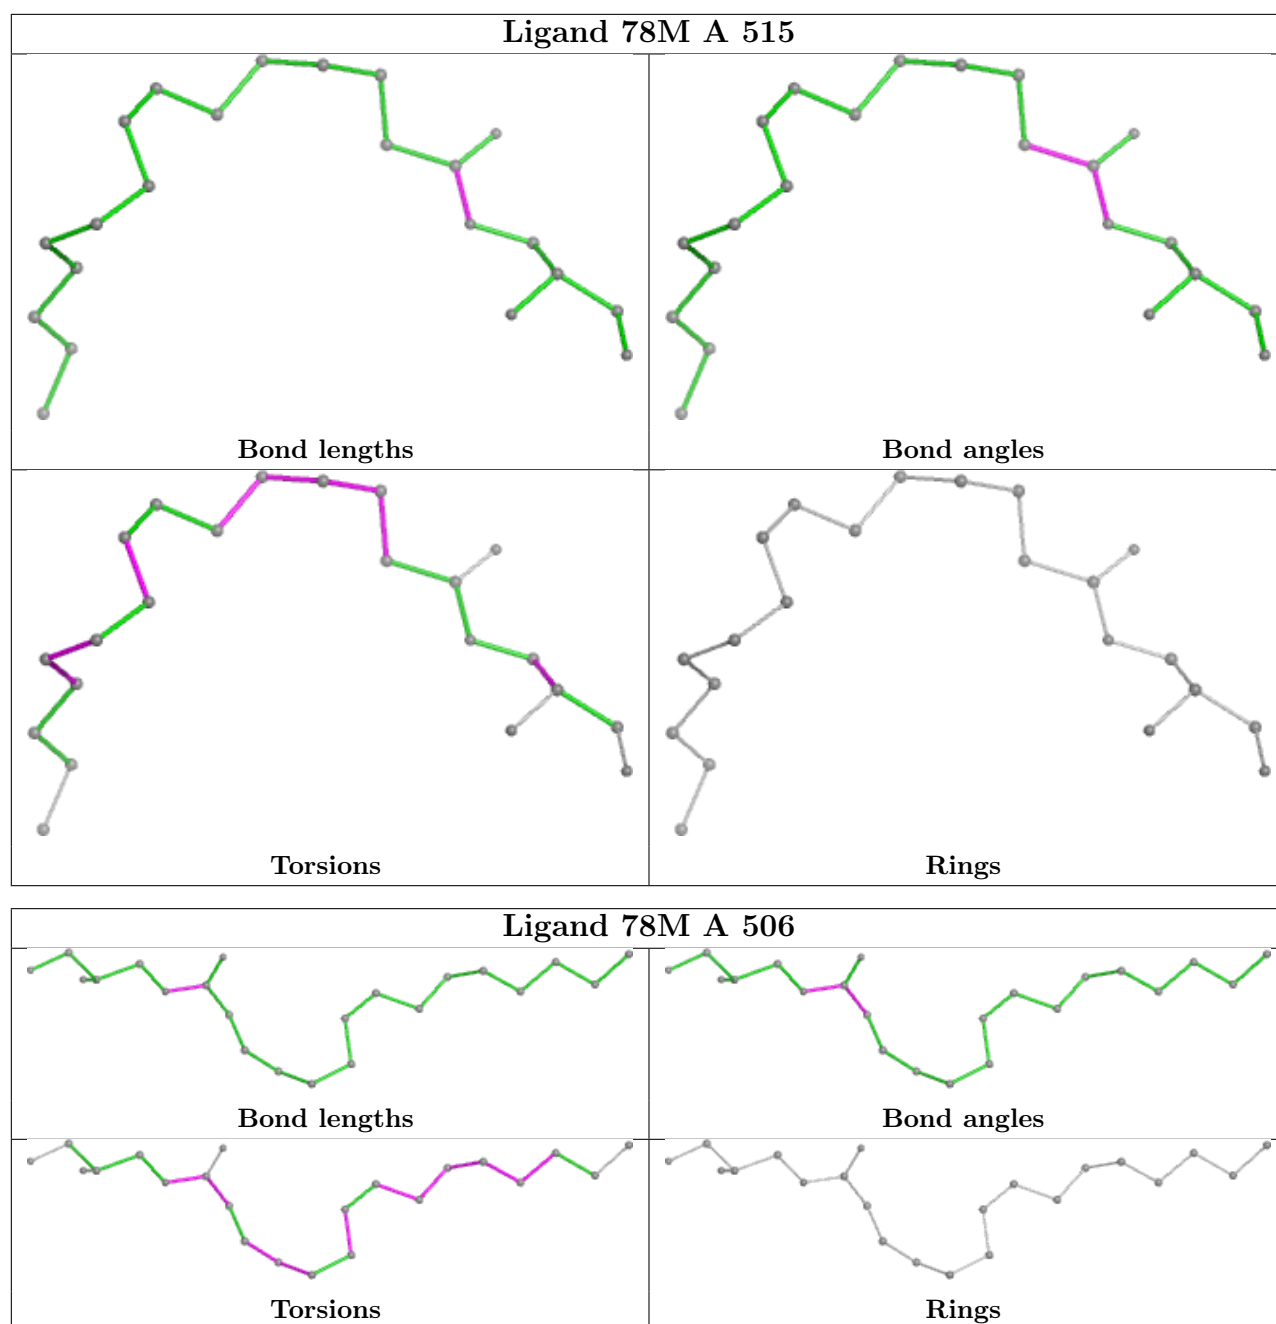 Ligand 78M A 515
Bond lengths
Bond angles
Torsions
Rings
Ligand 78M A 506
Bond lengths
Bond angles
Torsions
Rings